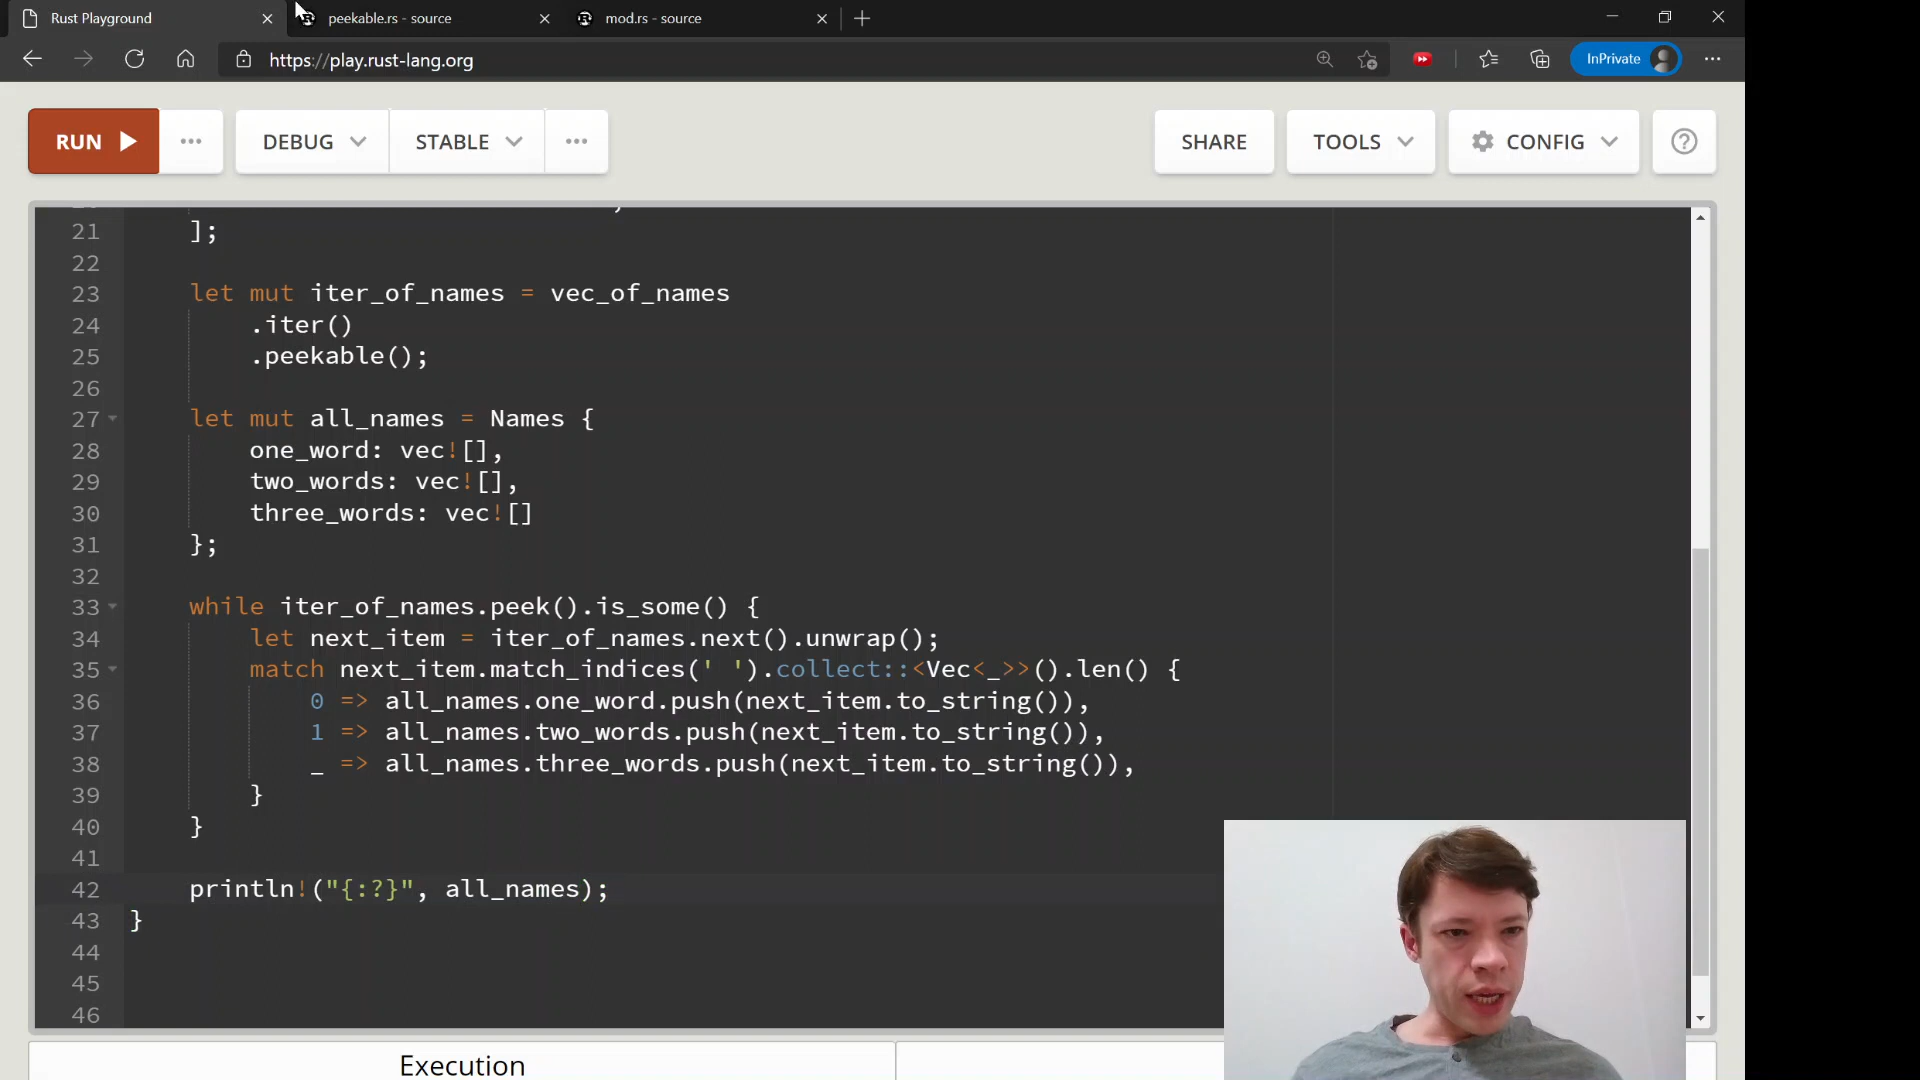 Rust Playground
peekable.rs - source
mod.rs - source
https://play.rust-lang.org
InPrivate
RUN
DEBUG
STABLE
SHARE
TOOLS
CONFIG
21 ];
22
23 let mut iter_of_names = vec_of_names
24 .iter()
25 .peekable();
26
27 let mut all_names = Names {
28 one_word: vec![],
29 two_words: vec![],
30 three_words: vec![]
31 };
32
33 while iter_of_names.peek().is_some() {
34 let next_item = iter_of_names.next().unwrap();
35 match next_item.match_indices(' ').collect::<Vec<_>>().len() {
36 0 => all_names.one_word.push(next_item.to_string()),
37 1 => all_names.two_words.push(next_item.to_string()),
38 _ => all_names.three_words.push(next_item.to_string()),
39 }
40 }
41
42 println!("{:?}", all_names);
43 }
44
45
46
Execution